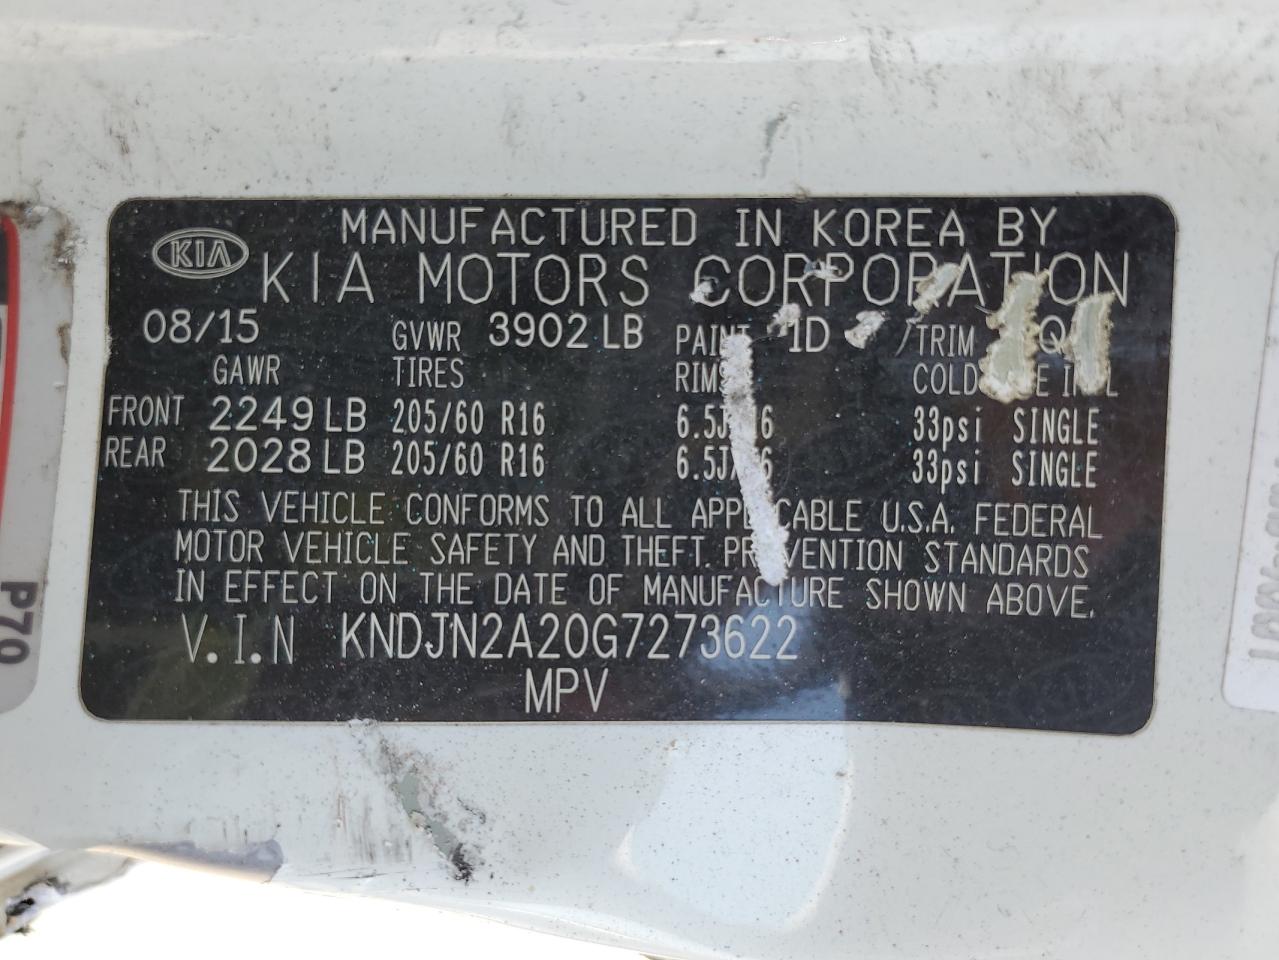 MANUFACTURED IN KOREA BY
KIA
KIA MOTORS CORPORATION
08/15 GVWR 3902 LB PAINT 1D /TRIM
GAWR TIRES RIMS COLD
FRONT 2249 LB 205/60 R16 33psi SINGLE
REAR 2028 LB 205/60 R16 33psi SINGLE
THIS VEHICLE CONFORMS TO ALL APPLICABLE U.S.A. FEDERAL
MOTOR VEHICLE SAFETY AND THEFT. PREVENTION STANDARDS
IN EFFECT ON THE DATE OF MANUFACTURE SHOWN ABOVE.
V.I.N KNDJN2A20G7273622
MPV
P70